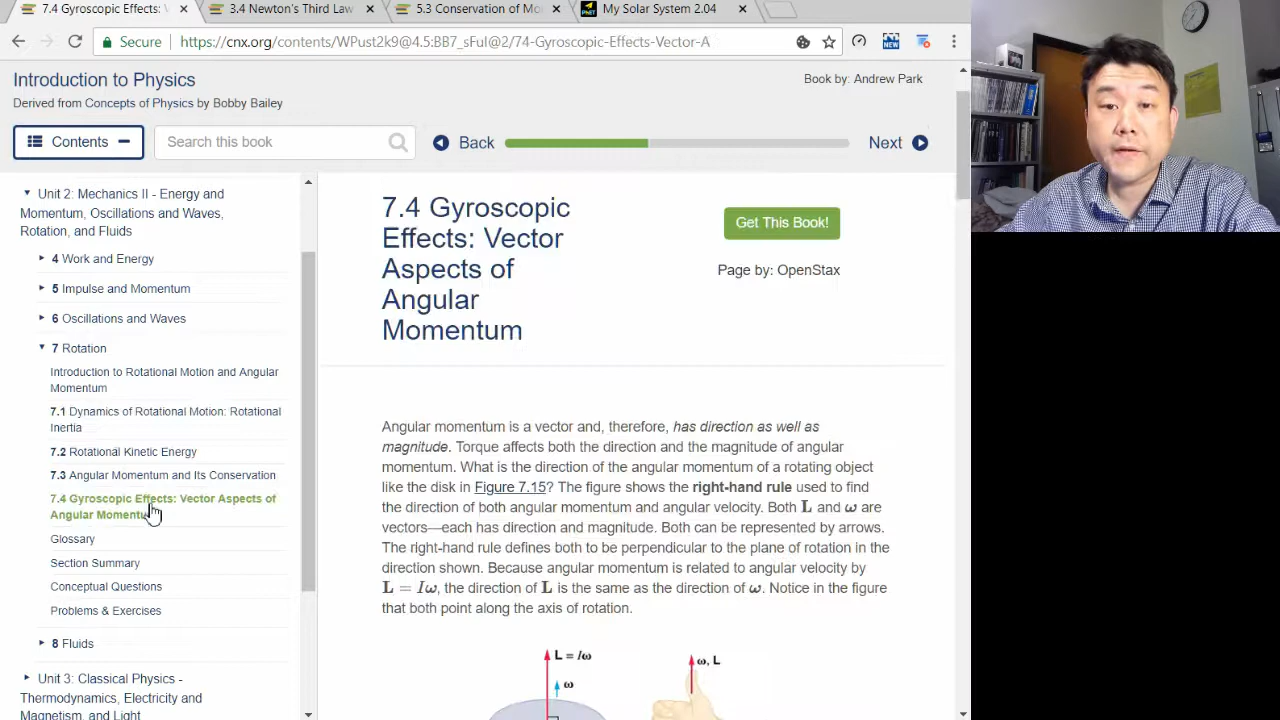 7.4 Gyroscopic Effects: V
3.4 Newton's Third Law
5.3 Conservation of Mo
My Solar System 2.04
Secure
https://cnx.org/contents/WPust2k9@4.5:BB7_sFuI@2/74-Gyroscopic-Effects-Vector-A
NEW
Introduction to Physics
Book by: Andrew Park
Derived from Concepts of Physics by Bobby Bailey
Contents
Search this book
Back
Next
Unit 2: Mechanics II - Energy and
Momentum, Oscillations and Waves,
Rotation, and Fluids
4 Work and Energy
5 Impulse and Momentum
6 Oscillations and Waves
7 Rotation
Introduction to Rotational Motion and Angular
Momentum
7.1 Dynamics of Rotational Motion: Rotational
Inertia
7.2 Rotational Kinetic Energy
7.3 Angular Momentum and Its Conservation
7.4 Gyroscopic Effects: Vector Aspects of
Angular Momentum
Glossary
Section Summary
Conceptual Questions
Problems & Exercises
8 Fluids
Unit 3: Classical Physics -
Thermodynamics, Electricity and
Magnetism, and Light
7.4 Gyroscopic
Effects: Vector
Aspects of
Angular
Momentum
Get This Book!
Page by: OpenStax
Angular momentum is a vector and, therefore, has direction as well as
magnitude. Torque affects both the direction and the magnitude of angular
momentum. What is the direction of the angular momentum of a rotating object
like the disk in Figure 7.15? The figure shows the right-hand rule used to find
the direction of both angular momentum and angular velocity. Both L and ω are
vectors—each has direction and magnitude. Both can be represented by arrows.
The right-hand rule defines both to be perpendicular to the plane of rotation in the
direction shown. Because angular momentum is related to angular velocity by
L = Iω, the direction of L is the same as the direction of ω. Notice in the figure
that both point along the axis of rotation.
L = Iω
ω
ω, L